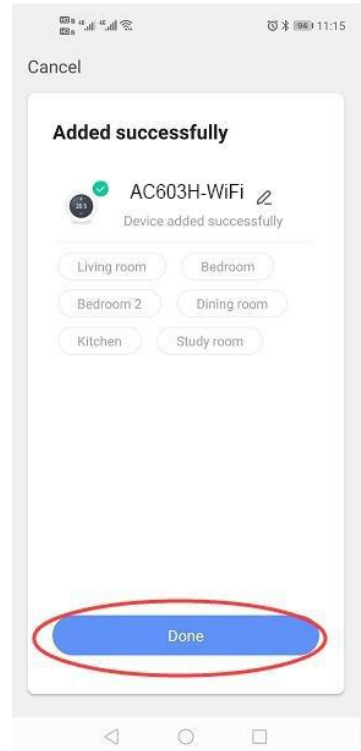 94 11:15
Cancel
Added successfully
AC603H-WiFi
Device added successfully
Living room Bedroom
Bedroom 2 Dining room
Kitchen Study room
Done